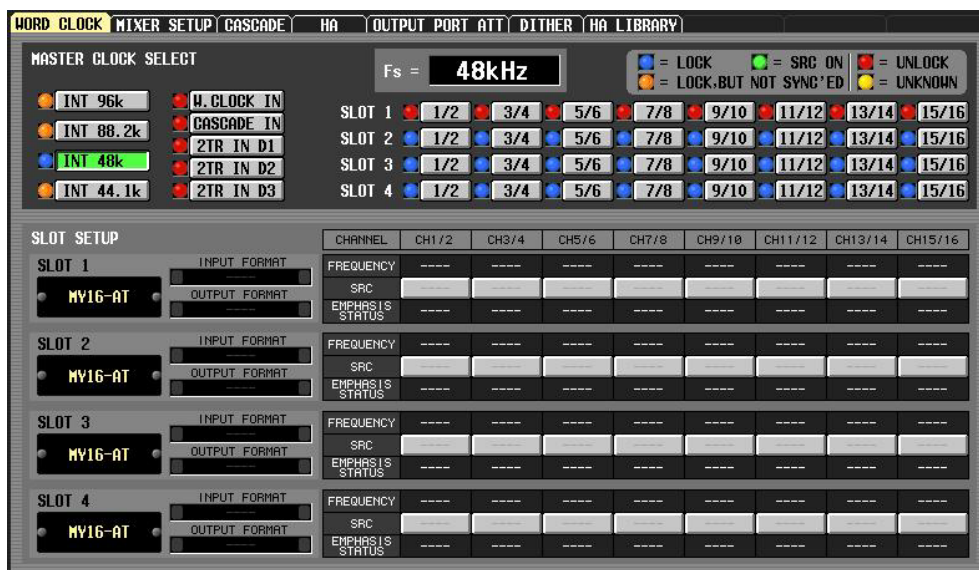 WORD CLOCK MIXER SETUP CASCADE HA OUTPUT PORT ATT DITHER HA LIBRARY
MASTER CLOCK SELECT
Fs = 48kHz
= LOCK = SRC ON = UNLOCK
= LOCK,BUT NOT SYNC'ED = UNKNOWN
INT 96k
INT 88.2k
INT 48k
INT 44.1k
W.CLOCK IN
CASCADE IN
2TR IN D1
2TR IN D2
2TR IN D3
SLOT 1 1/2 3/4 5/6 7/8 9/10 11/12 13/14 15/16
SLOT 2 1/2 3/4 5/6 7/8 9/10 11/12 13/14 15/16
SLOT 3 1/2 3/4 5/6 7/8 9/10 11/12 13/14 15/16
SLOT 4 1/2 3/4 5/6 7/8 9/10 11/12 13/14 15/16
SLOT SETUP
CHANNEL CH1/2 CH3/4 CH5/6 CH7/8 CH9/10 CH11/12 CH13/14 CH15/16
SLOT 1
MY16-AT
INPUT FORMAT
----
OUTPUT FORMAT
----
FREQUENCY ---- ---- ---- ---- ---- ---- ---- ----
SRC ---- ---- ---- ---- ---- ---- ---- ----
EMPHASIS STATUS ---- ---- ---- ---- ---- ---- ---- ----
SLOT 2
MY16-AT
INPUT FORMAT
----
OUTPUT FORMAT
----
FREQUENCY ---- ---- ---- ---- ---- ---- ---- ----
SRC ---- ---- ---- ---- ---- ---- ---- ----
EMPHASIS STATUS ---- ---- ---- ---- ---- ---- ---- ----
SLOT 3
MY16-AT
INPUT FORMAT
----
OUTPUT FORMAT
----
FREQUENCY ---- ---- ---- ---- ---- ---- ---- ----
SRC ---- ---- ---- ---- ---- ---- ---- ----
EMPHASIS STATUS ---- ---- ---- ---- ---- ---- ---- ----
SLOT 4
MY16-AT
INPUT FORMAT
----
OUTPUT FORMAT
----
FREQUENCY ---- ---- ---- ---- ---- ---- ---- ----
SRC ---- ---- ---- ---- ---- ---- ---- ----
EMPHASIS STATUS ---- ---- ---- ---- ---- ---- ---- ----